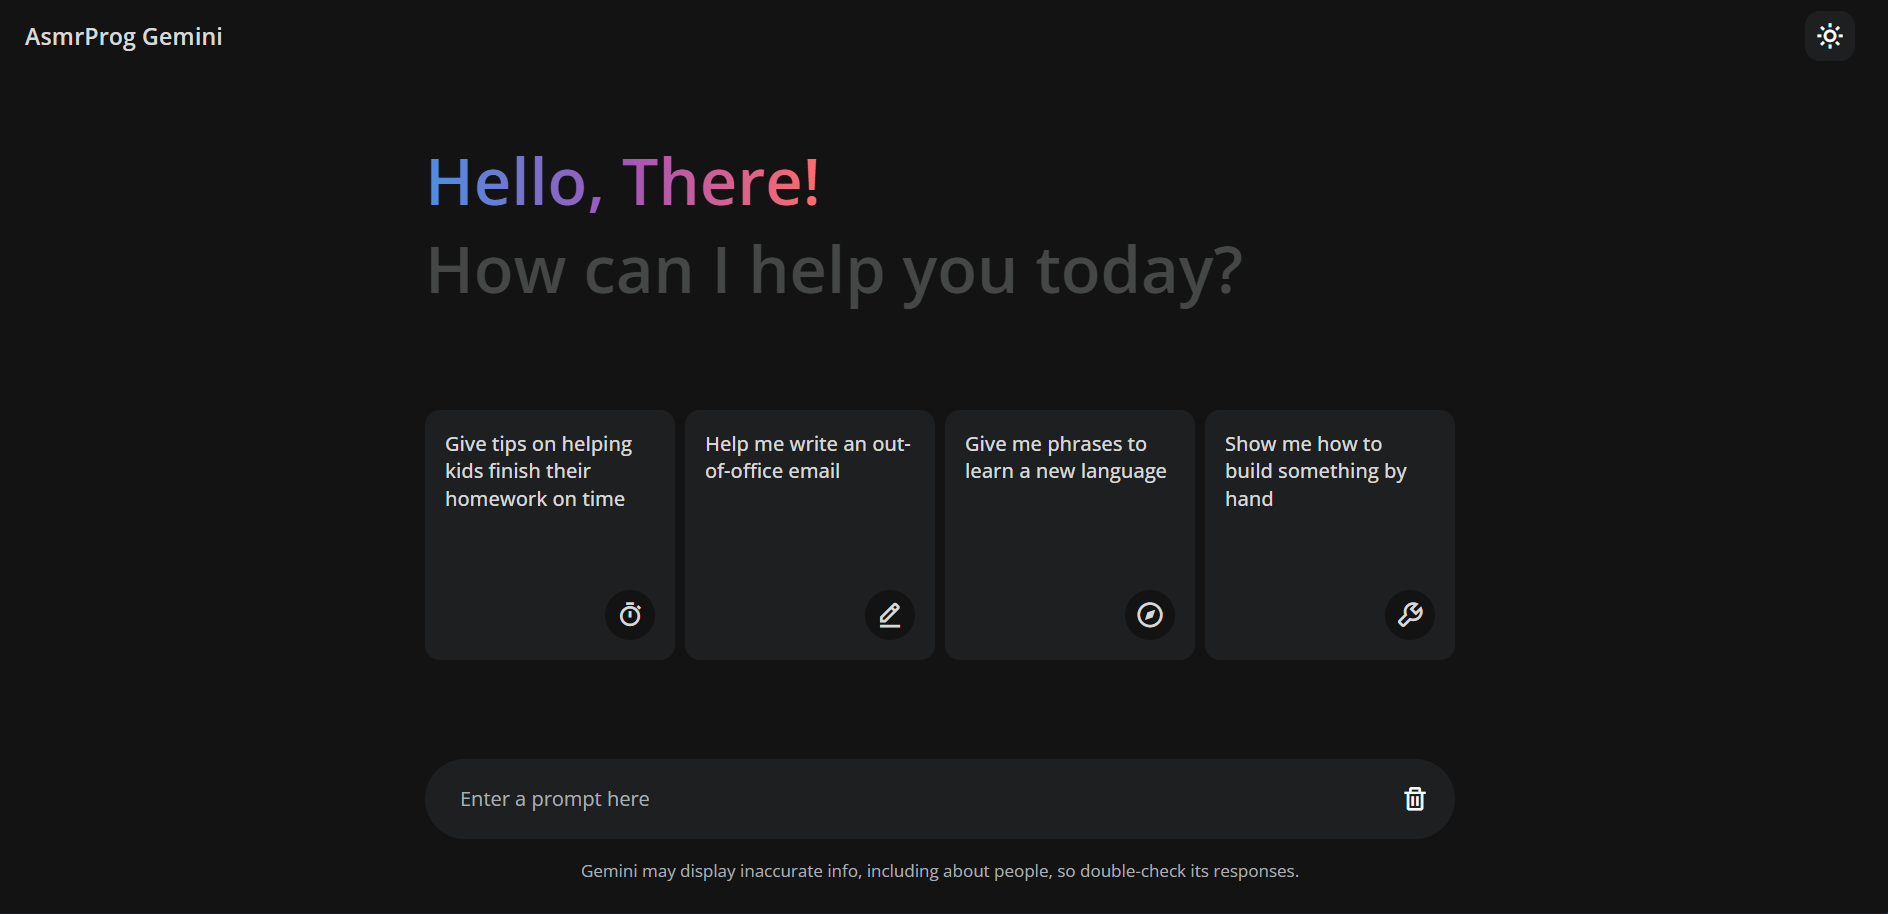 AsmrProg Gemini
Hello, There!
How can I help you today?
Give tips on helping
kids finish their
homework on time
Help me write an out-
of-office email
Give me phrases to
learn a new language
Show me how to
build something by
hand
Enter a prompt here
Gemini may display inaccurate info, including about people, so double-check its responses.